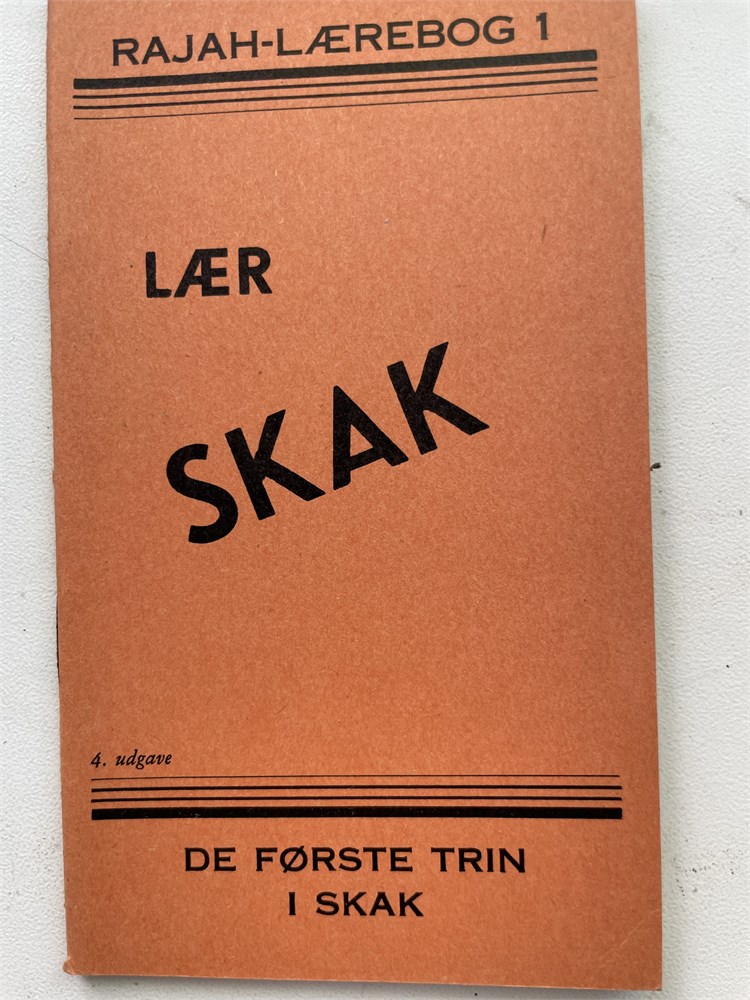 RAJAH-LÆREBOG 1
LÆR
SKAK
4. udgave
DE FØRSTE TRIN
I SKAK